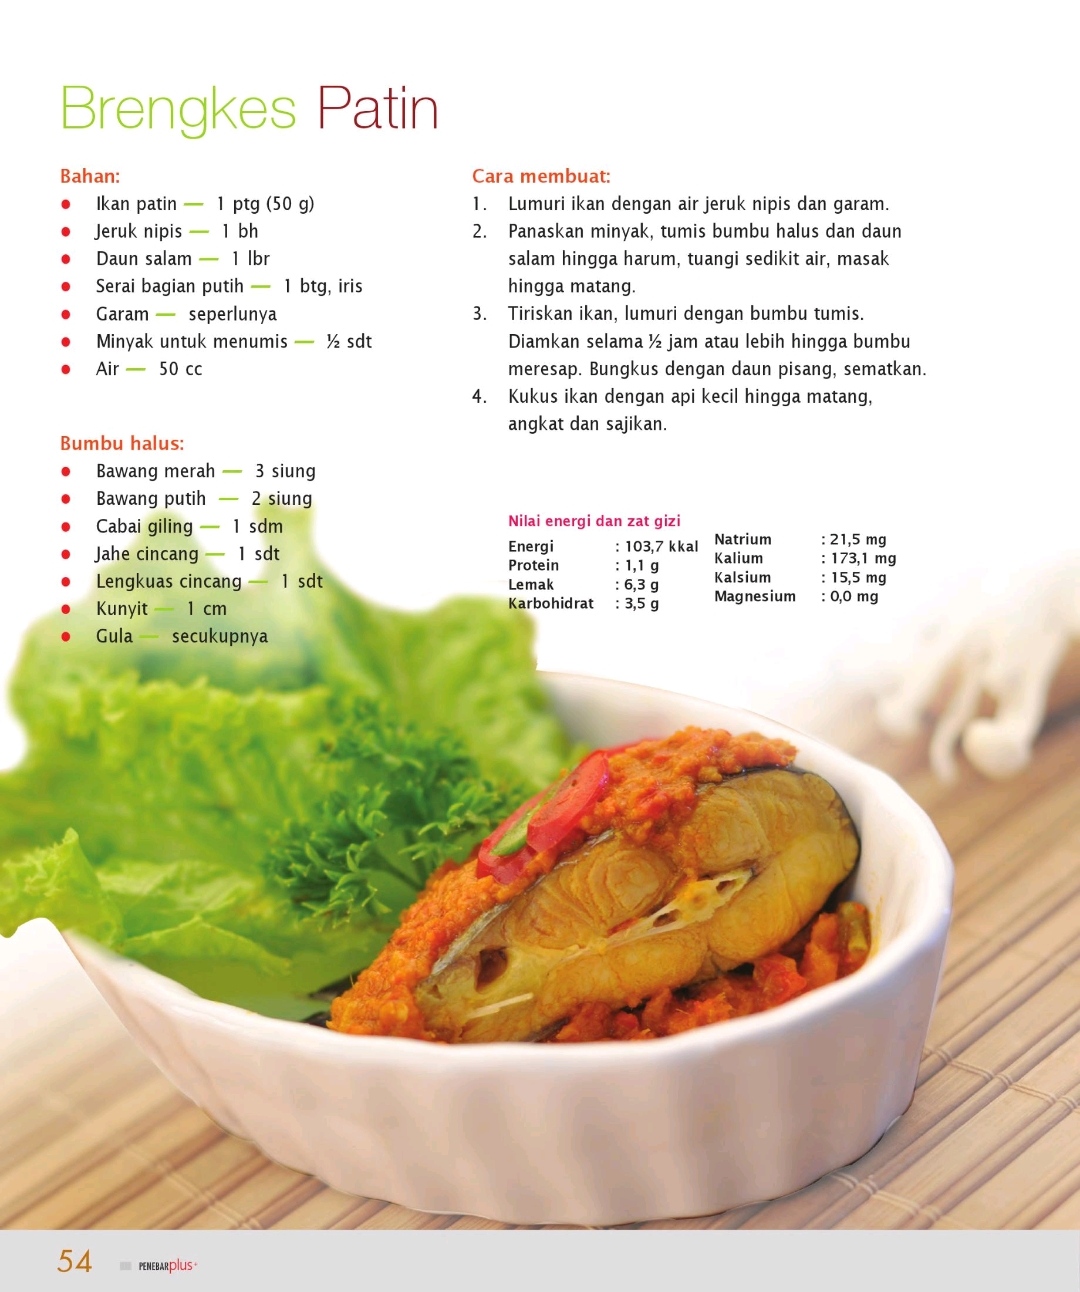 Brengkes Patin
Bahan:
• Ikan patin — 1 ptg (50 g)
• Jeruk nipis — 1 bh
• Daun salam — 1 lbr
• Serai bagian putih — 1 btg, iris
• Garam — seperlunya
• Minyak untuk menumis — ½ sdt
• Air — 50 cc
Bumbu halus:
• Bawang merah — 3 siung
• Bawang putih — 2 siung
• Cabai giling — 1 sdm
• Jahe cincang — 1 sdt
• Lengkuas cincang — 1 sdt
• Kunyit — 1 cm
• Gula — secukupnya
Cara membuat:
1. Lumuri ikan dengan air jeruk nipis dan garam.
2. Panaskan minyak, tumis bumbu halus dan daun
salam hingga harum, tuangi sedikit air, masak
hingga matang.
3. Tiriskan ikan, lumuri dengan bumbu tumis.
Diamkan selama ½ jam atau lebih hingga bumbu
meresap. Bungkus dengan daun pisang, sematkan.
4. Kukus ikan dengan api kecil hingga matang,
angkat dan sajikan.
Nilai energi dan zat gizi
Energi : 103,7 kkal
Protein : 1,1 g
Lemak : 6,3 g
Karbohidrat : 3,5 g
Natrium : 21,5 mg
Kalium : 173,1 mg
Kalsium : 15,5 mg
Magnesium : 0,0 mg
54 PENEBARplus+